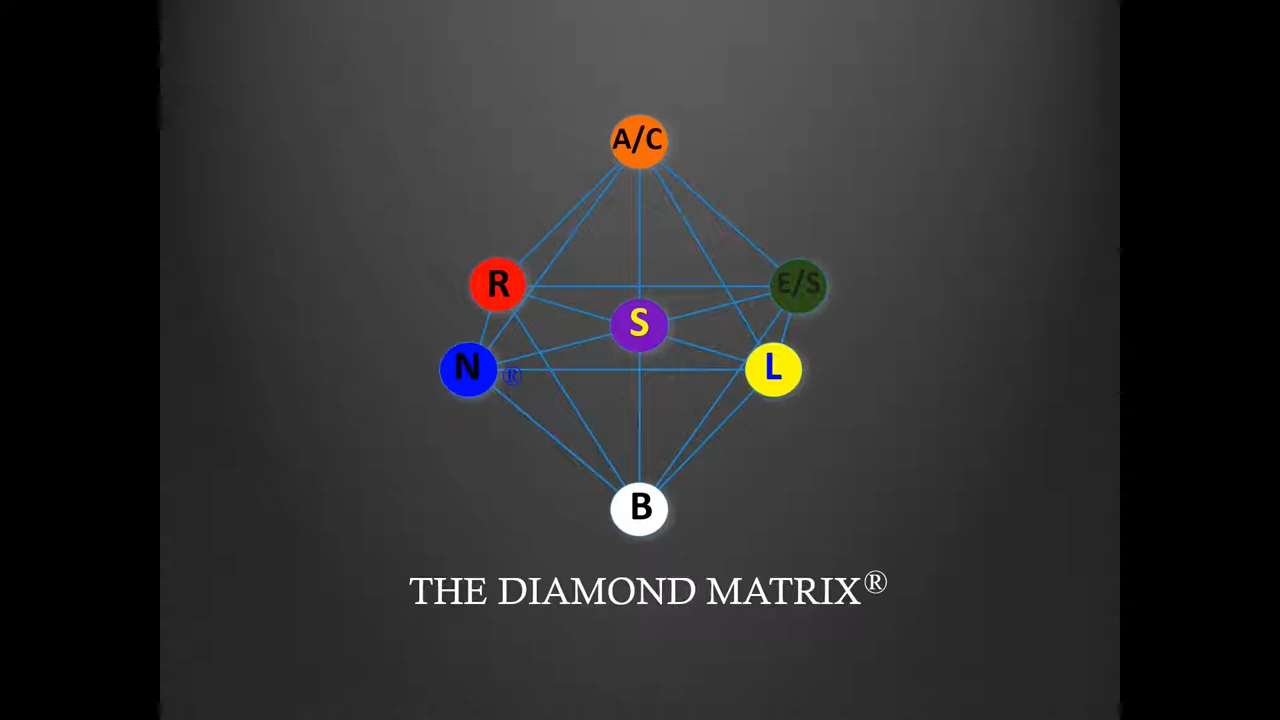 A/C
R
E/S
S
N
®
L
B
THE DIAMOND MATRIX®